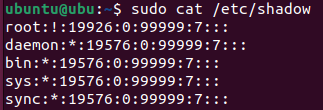 ubuntu@ubu:~$ sudo cat /etc/shadow
root:!:19926:0:99999:7:::
daemon:*:19576:0:99999:7:::
bin:*:19576:0:99999:7:::
sys:*:19576:0:99999:7:::
sync:*:19576:0:99999:7:::